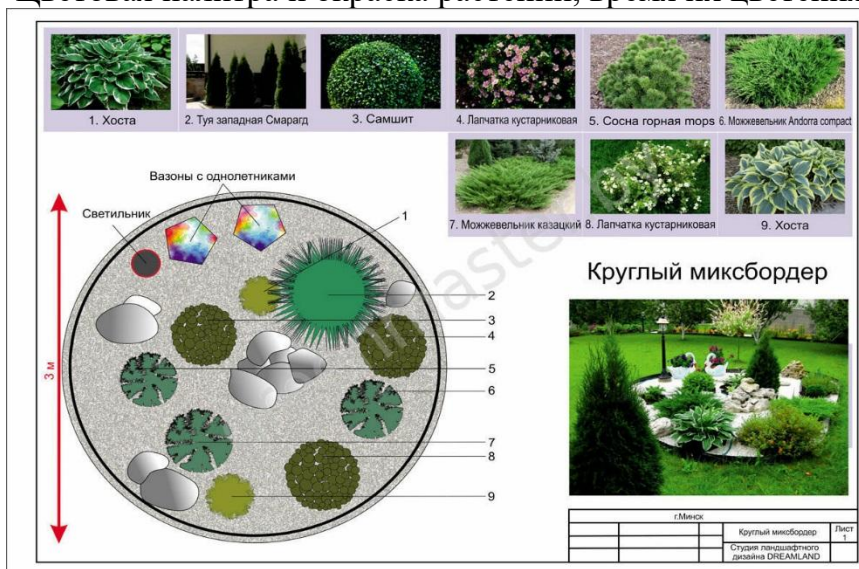 Цветовая палитра и окраска растений, время их цветения
1. Хоста
2. Туя западная Смарагд
3. Самшит
4. Лапчатка кустарниковая
5. Сосна горная mops
6. Можжевельник Andorra compact
7. Можжевельник казацкий
8. Лапчатка кустарниковая
9. Хоста
Вазоны с однолетниками
Светильник
1
2
3
4
5
6
7
8
9
3 м
Круглый миксбордер
г.Минск
Круглый миксбордер
Лист
1
Студия ландшафтного
дизайна DREAMLAND